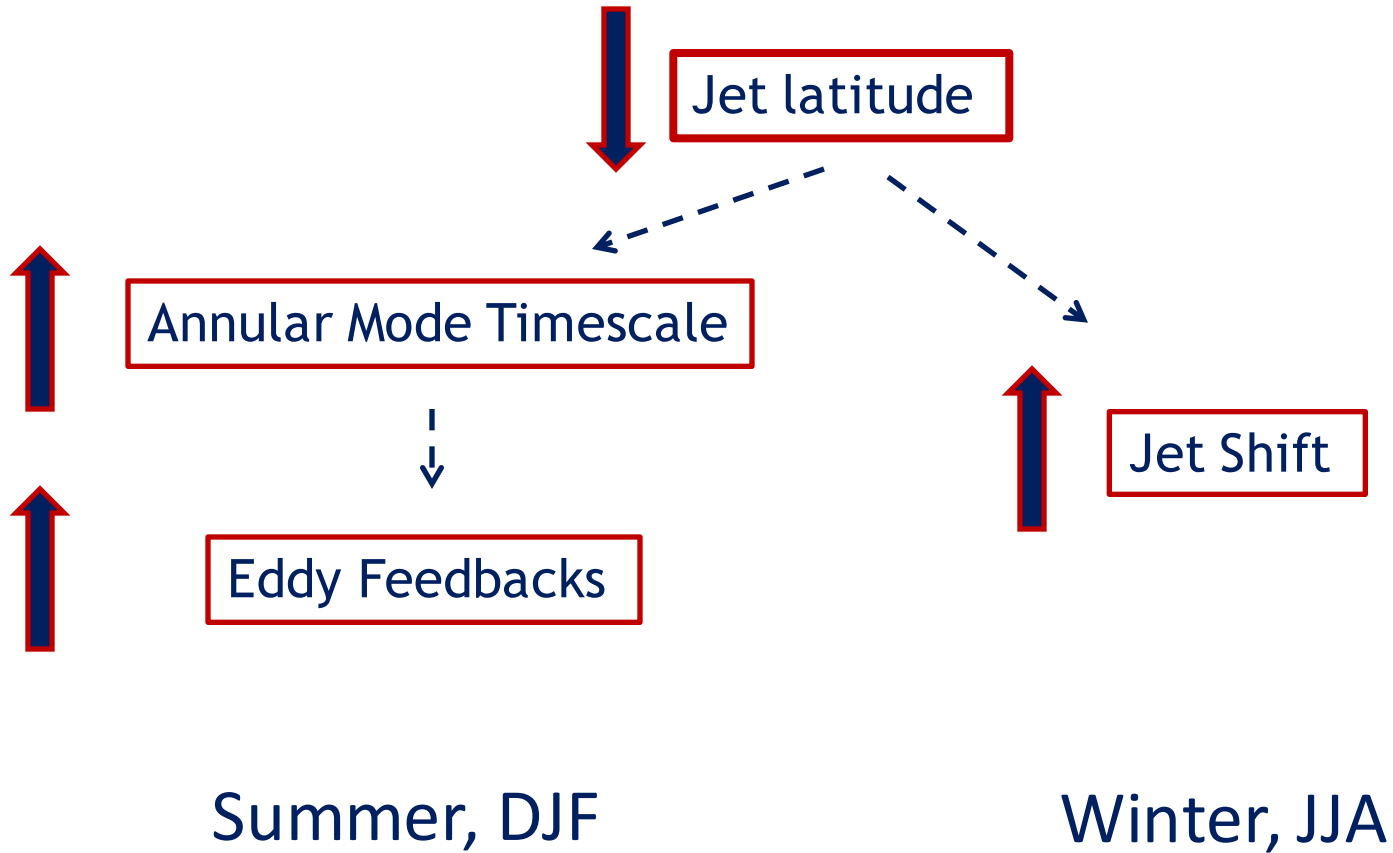 Jet latitude
Annular Mode Timescale
Jet Shift
Eddy Feedbacks
Summer, DJF
Winter, JJA